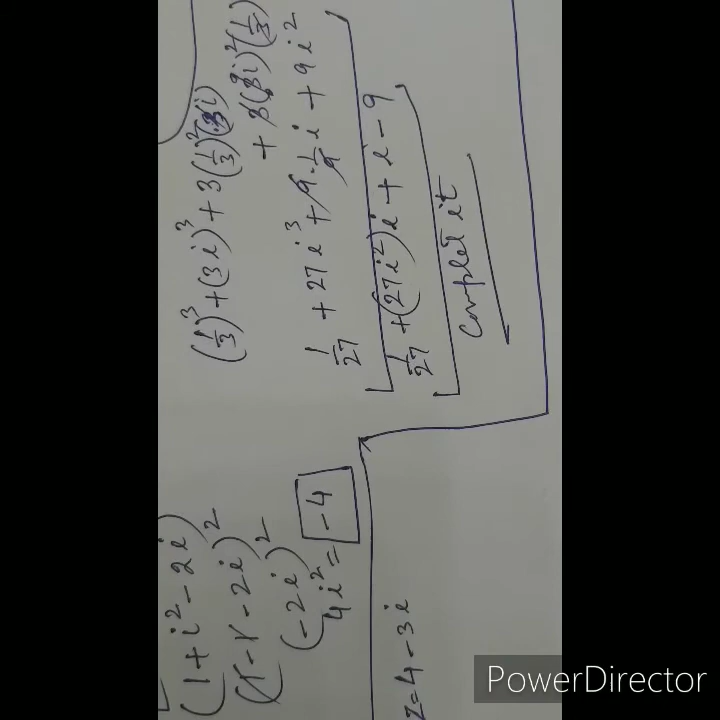 (1+i²-2i)²
(1-1-2i)²
(-2i)²
4i² = -4
(1/3)³+(3i)³+3(1/3)²(3i)
+3(3i)²(1/3)
1/27 + 27i³ + 9·1/9 i + 9i²
1/27 + (27i²)i + i - 9
Complet it
z=4-3i
PowerDirector